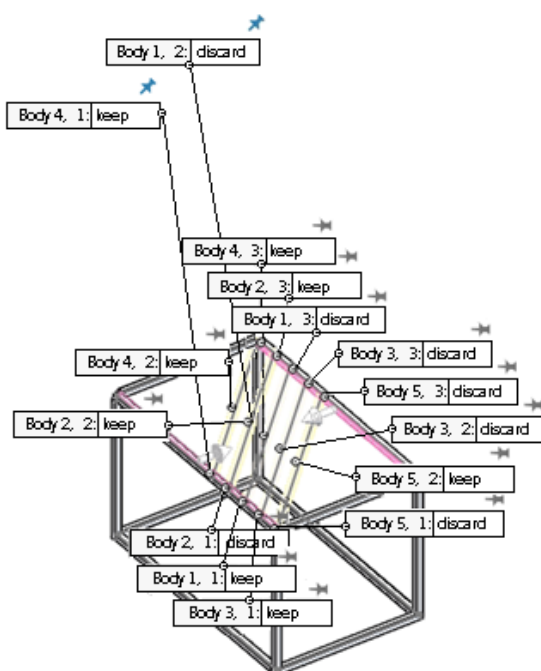 Body 1, 2: discard
Body 4, 1: keep
Body 4, 3: keep
Body 2, 3: keep
Body 1, 3: discard
Body 4, 2: keep
Body 3, 3: discard
Body 5, 3: discard
Body 2, 2: keep
Body 3, 2: discard
Body 5, 2: keep
Body 5, 1: discard
Body 2, 1: discard
Body 1, 1: keep
Body 3, 1: keep